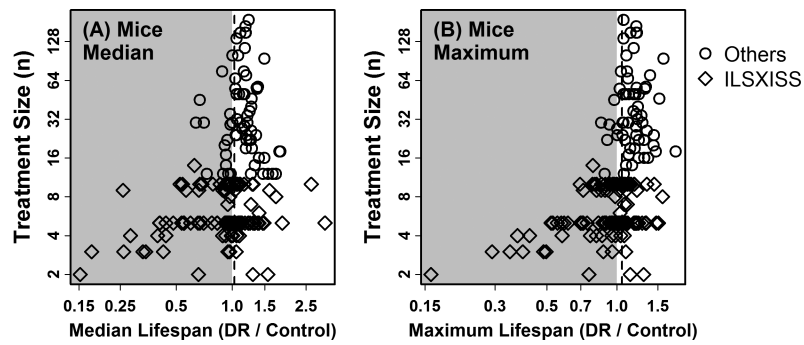 (A) Mice
Median
Treatment Size (n)
128
64
32
16
8
4
2
0.15
0.25
0.5
1.0
1.5
2.5
Median Lifespan (DR / Control)
(B) Mice
Maximum
Treatment Size (n)
128
64
32
16
8
4
2
0.15
0.3
0.5
0.7
1.0
1.5
Maximum Lifespan (DR / Control)
Others
ILSXISS